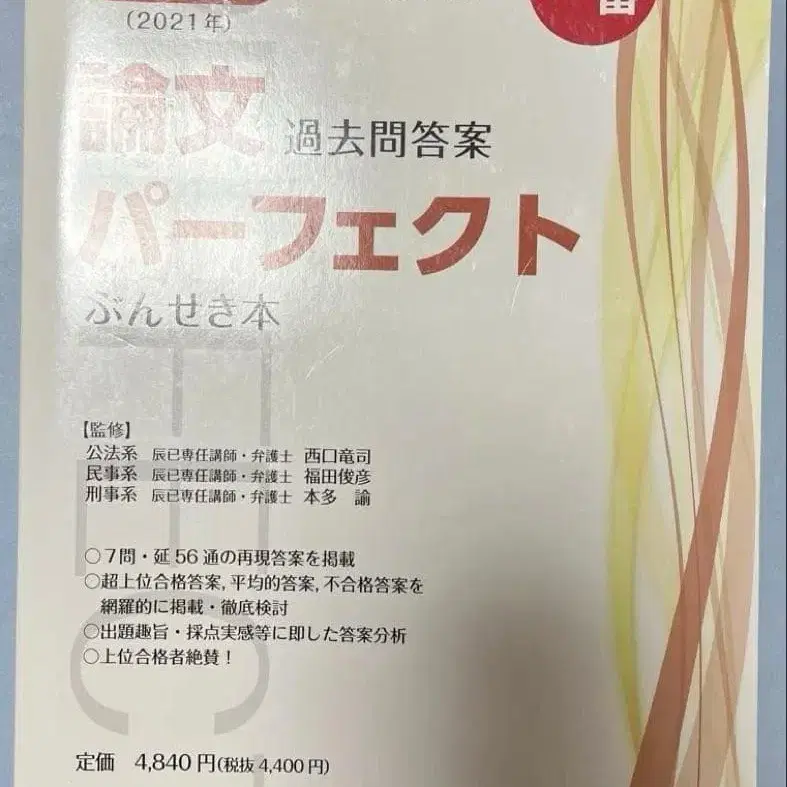 (2021年)
論文
過去問答案
パーフェクト
ぶんせき本
【監修】
公法系 辰已専任講師・弁護士 西口竜司
民事系 辰已専任講師・弁護士 福田俊彦
刑事系 辰已専任講師・弁護士 本多 諭
○7問・延56通の再現答案を掲載
○超上位合格答案,平均的答案,不合格答案を
網羅的に掲載・徹底検討
○出題趣旨・採点実感等に即した答案分析
○上位合格者絶賛!
定価 4,840円(税抜4,400円)